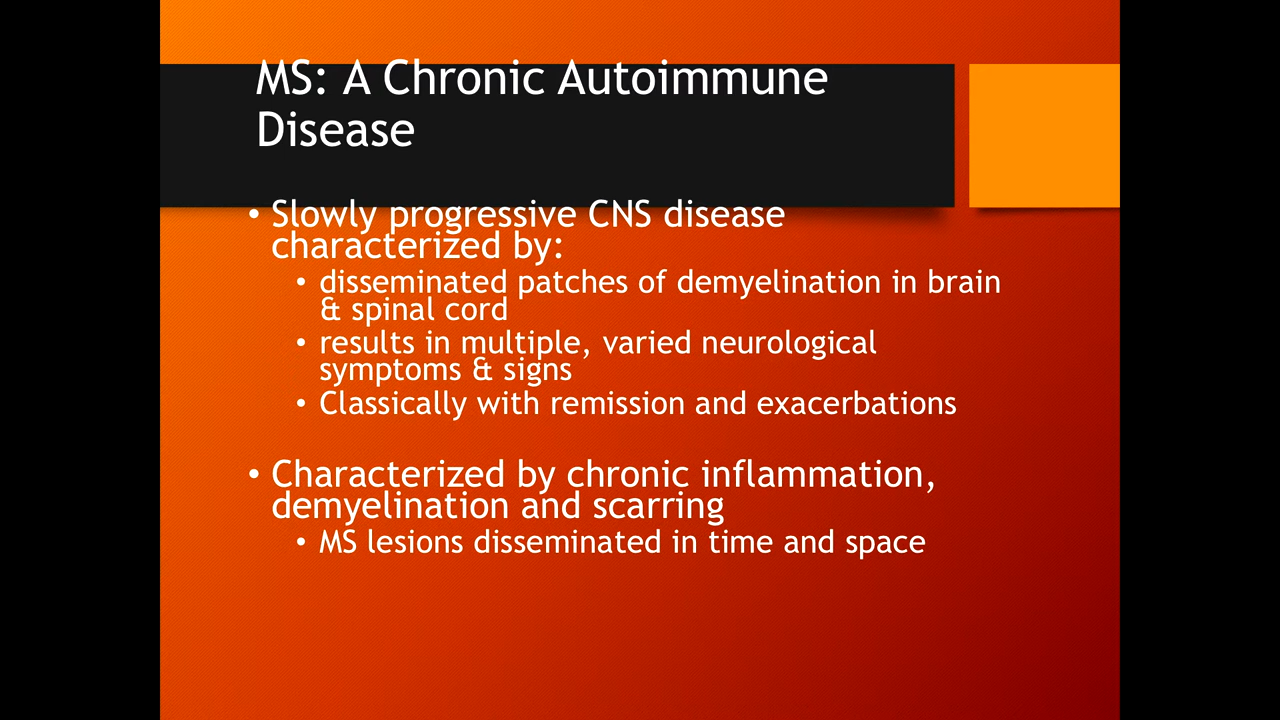 MS: A Chronic Autoimmune
Disease
• Slowly progressive CNS disease
characterized by:
• disseminated patches of demyelination in brain
& spinal cord
• results in multiple, varied neurological
symptoms & signs
• Classically with remission and exacerbations
• Characterized by chronic inflammation,
demyelination and scarring
• MS lesions disseminated in time and space